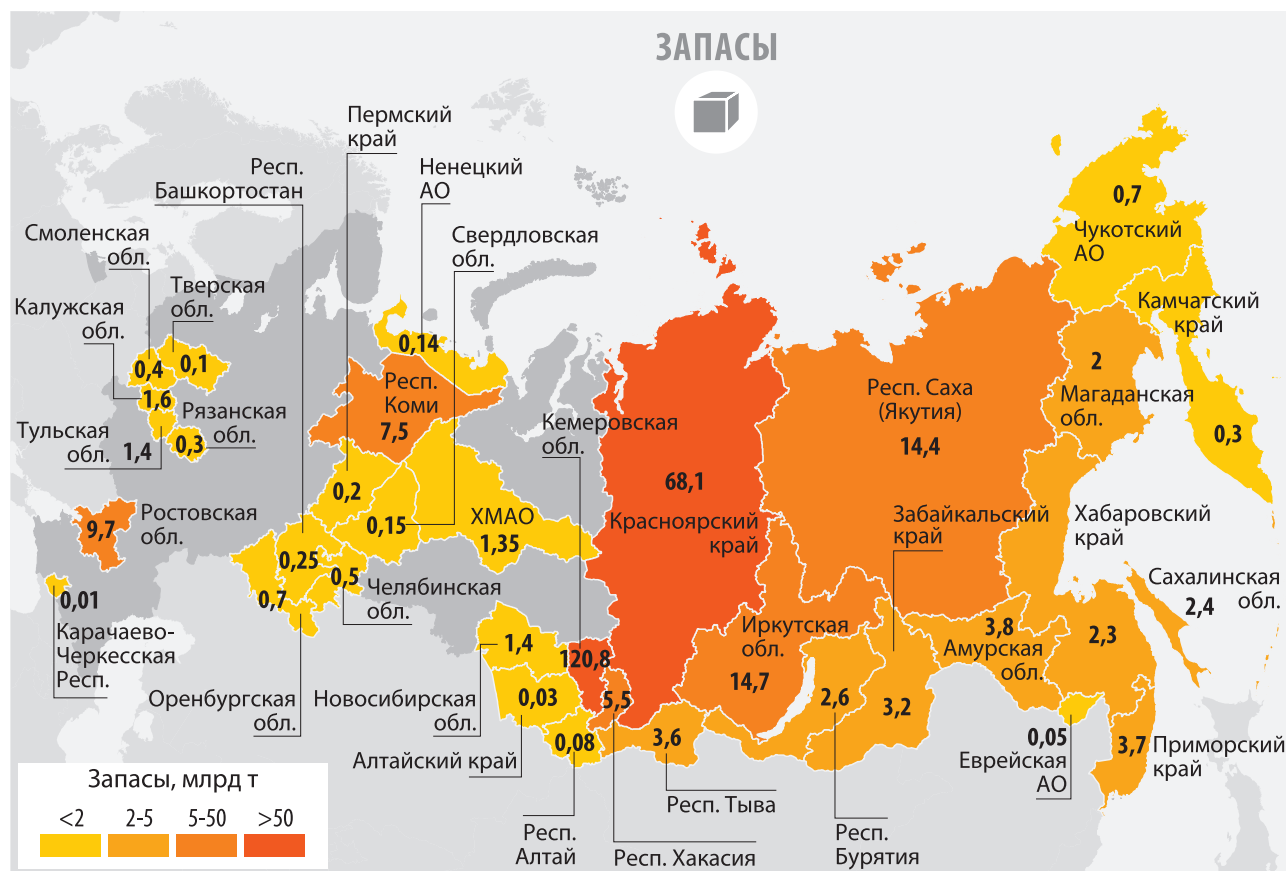 ЗАПАСЫ
Пермский
край
Ненецкий
АО
Респ.
Башкортостан
Свердловская
обл.
Смоленская
обл.
Тверская
обл.
Калужская
обл.
0,7
Чукотский
АО
Камчатский
край
0,14
0,4
0,1
1,6
Респ.
Коми
7,5
Респ. Саха
(Якутия)
14,4
2
Магаданская
обл.
Рязанская
обл.
0,3
Тульская
обл.
1,4
Кемеровская
обл.
0,3
68,1
Красноярский
край
0,2
0,15
ХМАО
1,35
Забайкальский
край
Хабаровский
край
9,7
Ростовская
обл.
0,25
0,5
Челябинская
обл.
0,7
Сахалинская
обл.
2,4
0,01
Карачаево-
Черкесская
Респ.
Иркутская
обл.
14,7
3,8
Амурская
обл.
2,3
1,4
120,8
0,03
5,5
2,6
3,2
Оренбургская
обл.
Новосибирская
обл.
0,08
3,6
0,05
Еврейская
АО
3,7
Приморский
край
Алтайский край
Респ. Тыва
Респ.
Алтай
Респ. Хакасия
Респ.
Бурятия
Запасы, млрд т
<2 2-5 5-50 >50